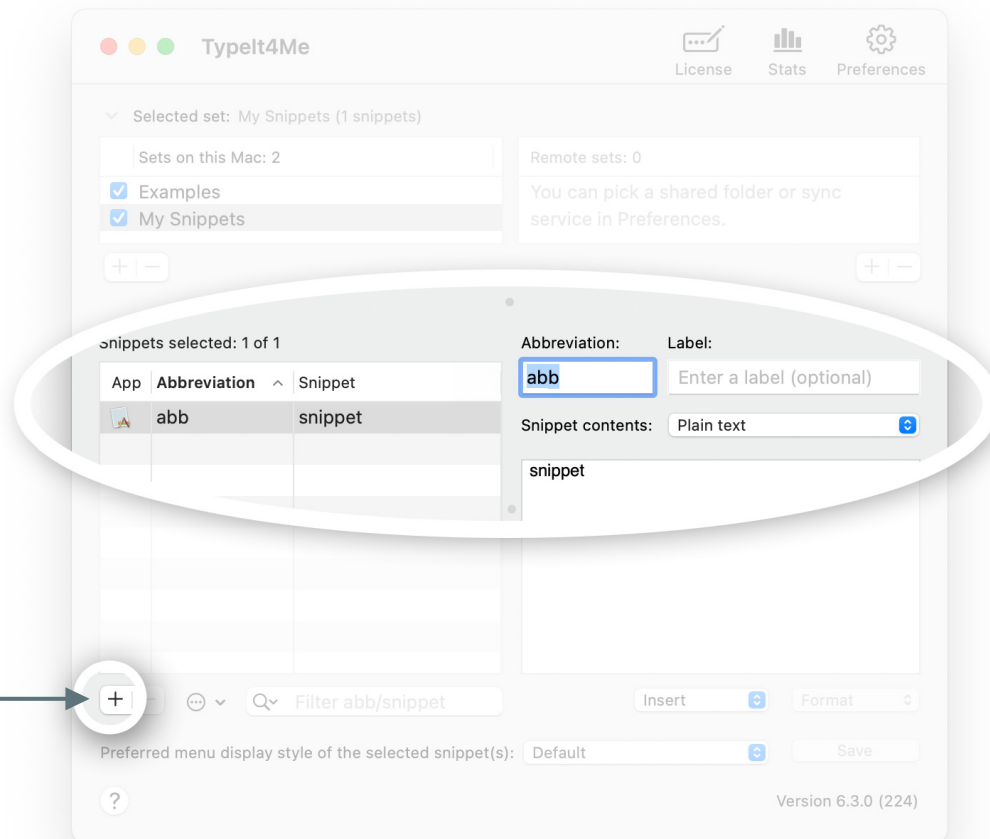 TypeIt4Me
License Stats Preferences
Selected set: My Snippets (1 snippets)
Sets on this Mac: 2
Examples
My Snippets
Remote sets: 0
You can pick a shared folder or sync
service in Preferences.
Snippets selected: 1 of 1
App Abbreviation Snippet
abb snippet
Abbreviation: Label:
abb Enter a label (optional)
Snippet contents: Plain text
snippet
Filter abb/snippet
Insert Format
Preferred menu display style of the selected snippet(s): Default Save
? Version 6.3.0 (224)